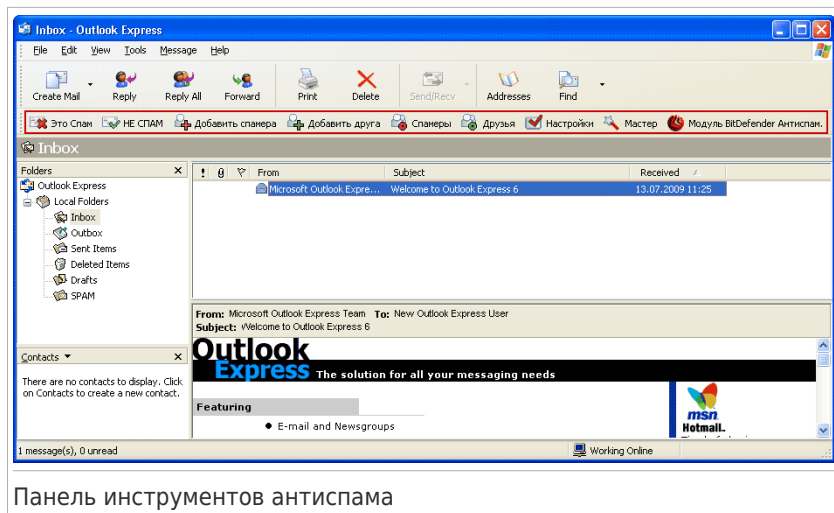 Inbox - Outlook Express
File Edit View Tools Message Help
Create Mail Reply Reply All Forward Print Delete Send/Recv Addresses Find
Это Спам НЕ СПАМ Добавить спамера Добавить друга Спамеры Друзья Настройки Мастер Модуль BitDefender Антиспам.
Inbox
Folders
Outlook Express
Local Folders
Inbox
Outbox
Sent Items
Deleted Items
Drafts
SPAM
! From Subject Received
Microsoft Outlook Expre... Welcome to Outlook Express 6 13.07.2009 11:25
From: Microsoft Outlook Express Team To: New Outlook Express User
Subject: Welcome to Outlook Express 6
Contacts
There are no contacts to display. Click
on Contacts to create a new contact.
Outlook
Express The solution for all your messaging needs
Featuring
E-mail and Newsgroups
msn
Hotmail.
1 message(s), 0 unread Working Online
Панель инструментов антиспама